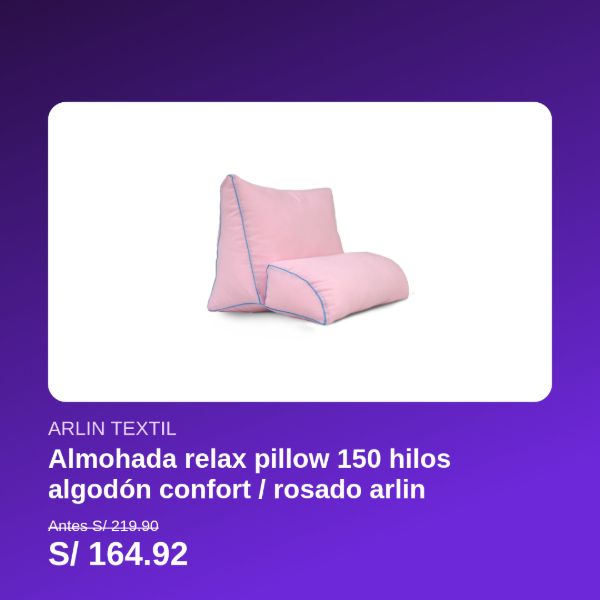 ARLIN TEXTIL
Almohada relax pillow 150 hilos
algodón confort / rosado arlin
Antes S/ 219.90
S/ 164.92